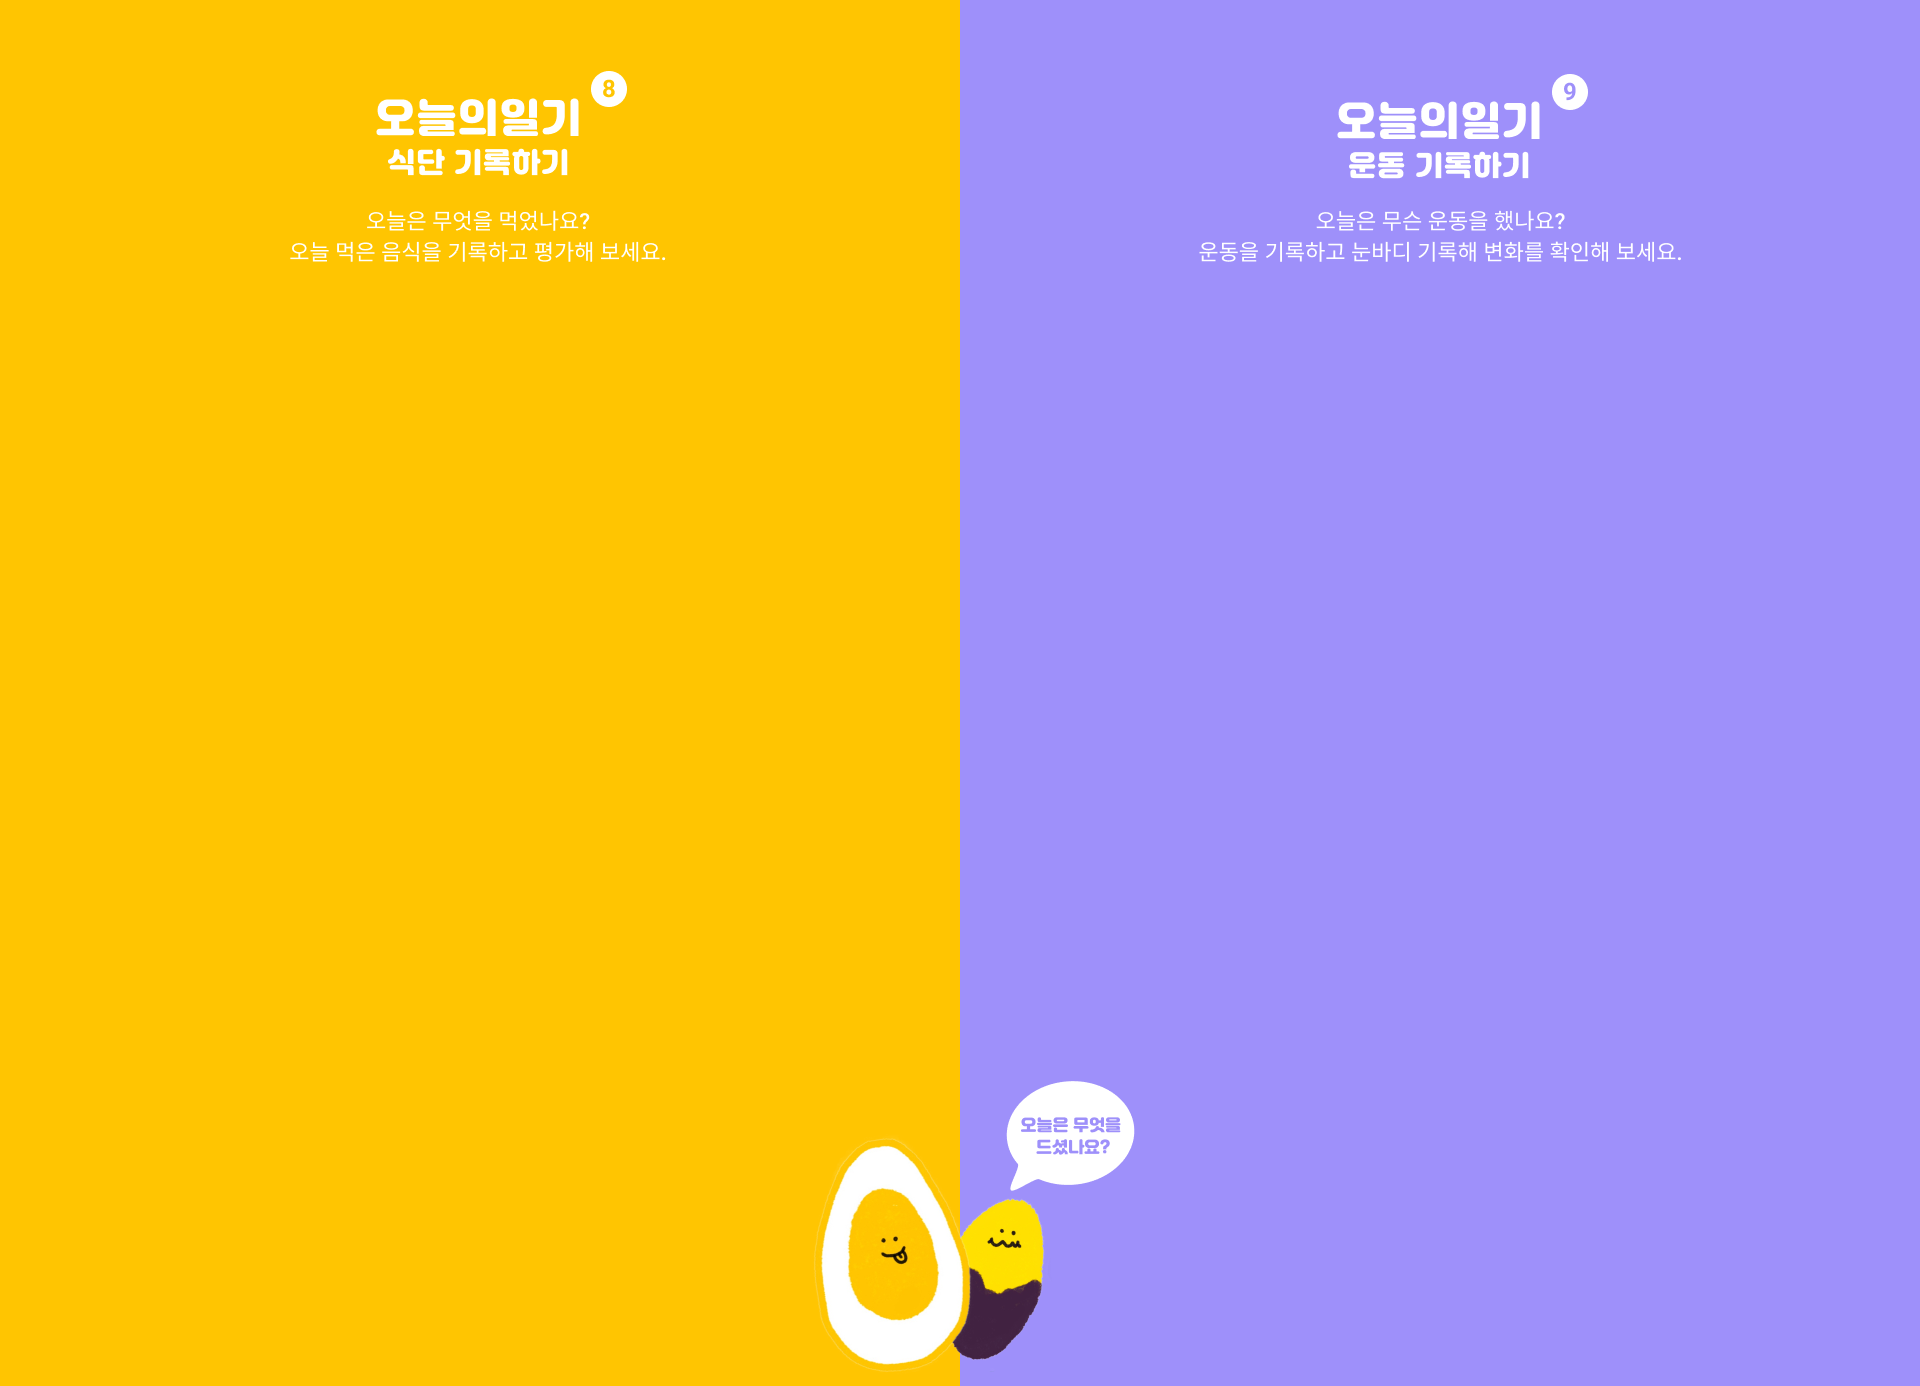 8
오늘의일기
식단 기록하기
오늘은 무엇을 먹었나요?
오늘 먹은 음식을 기록하고 평가해 보세요.
9
오늘의일기
운동 기록하기
오늘은 무슨 운동을 했나요?
운동을 기록하고 눈바디 기록해 변화를 확인해 보세요.
오늘은 무엇을
드셨나요?